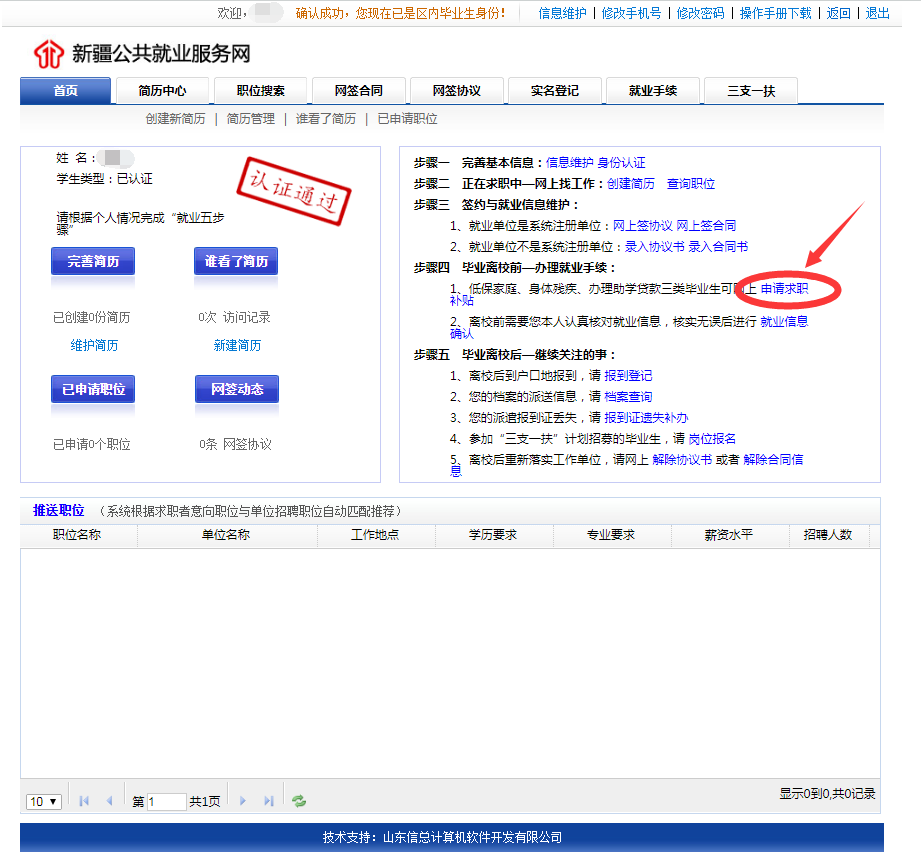 欢迎, 确认成功，您现在已是区内毕业生身份! 信息维护 | 修改手机号 | 修改密码 | 操作手册下载 | 返回 | 退出
新疆公共就业服务网
首页 简历中心 职位搜索 网签合同 网签协议 实名登记 就业手续 三支一扶
创建新简历 | 简历管理 | 谁看了简历 | 已申请职位
姓 名：
学生类型：已认证
认证通过
请根据个人情况完成“就业五步
骤”
完善简历 谁看了简历
已创建0份简历 0次 访问记录
维护简历 新建简历
已申请职位 网签动态
已申请0个职位 0条 网签协议
步骤一 完善基本信息：信息维护 身份认证
步骤二 正在求职中—网上找工作：创建简历 查询职位
步骤三 签约与就业信息维护：
1、就业单位是系统注册单位：网上签协议 网上签合同
2、就业单位不是系统注册单位：录入协议书 录入合同书
步骤四 毕业离校前—办理就业手续：
1、低保家庭、身体残疾、办理助学贷款三类毕业生可 上 申请求职
补贴
2、离校前需要您本人认真核对就业信息，核实无误后进行 就业信息
确认
步骤五 毕业离校后—继续关注的事：
1、离校后到户口地报到，请 报到登记
2、您的档案的派送信息，请 档案查询
3、您的派遣报到证丢失，请 报到证遗失补办
4、参加“三支一扶”计划招募的毕业生，请 岗位报名
5、离校后重新落实工作单位，请网上 解除协议书 或者 解除合同信
息
推送职位 （系统根据求职者意向职位与单位招聘职位自动匹配推荐）
职位名称 单位名称 工作地点 学历要求 专业要求 薪资水平 招聘人数
10 第 1 共1页 显示0到0,共0记录
技术支持：山东信息计算机软件开发有限公司